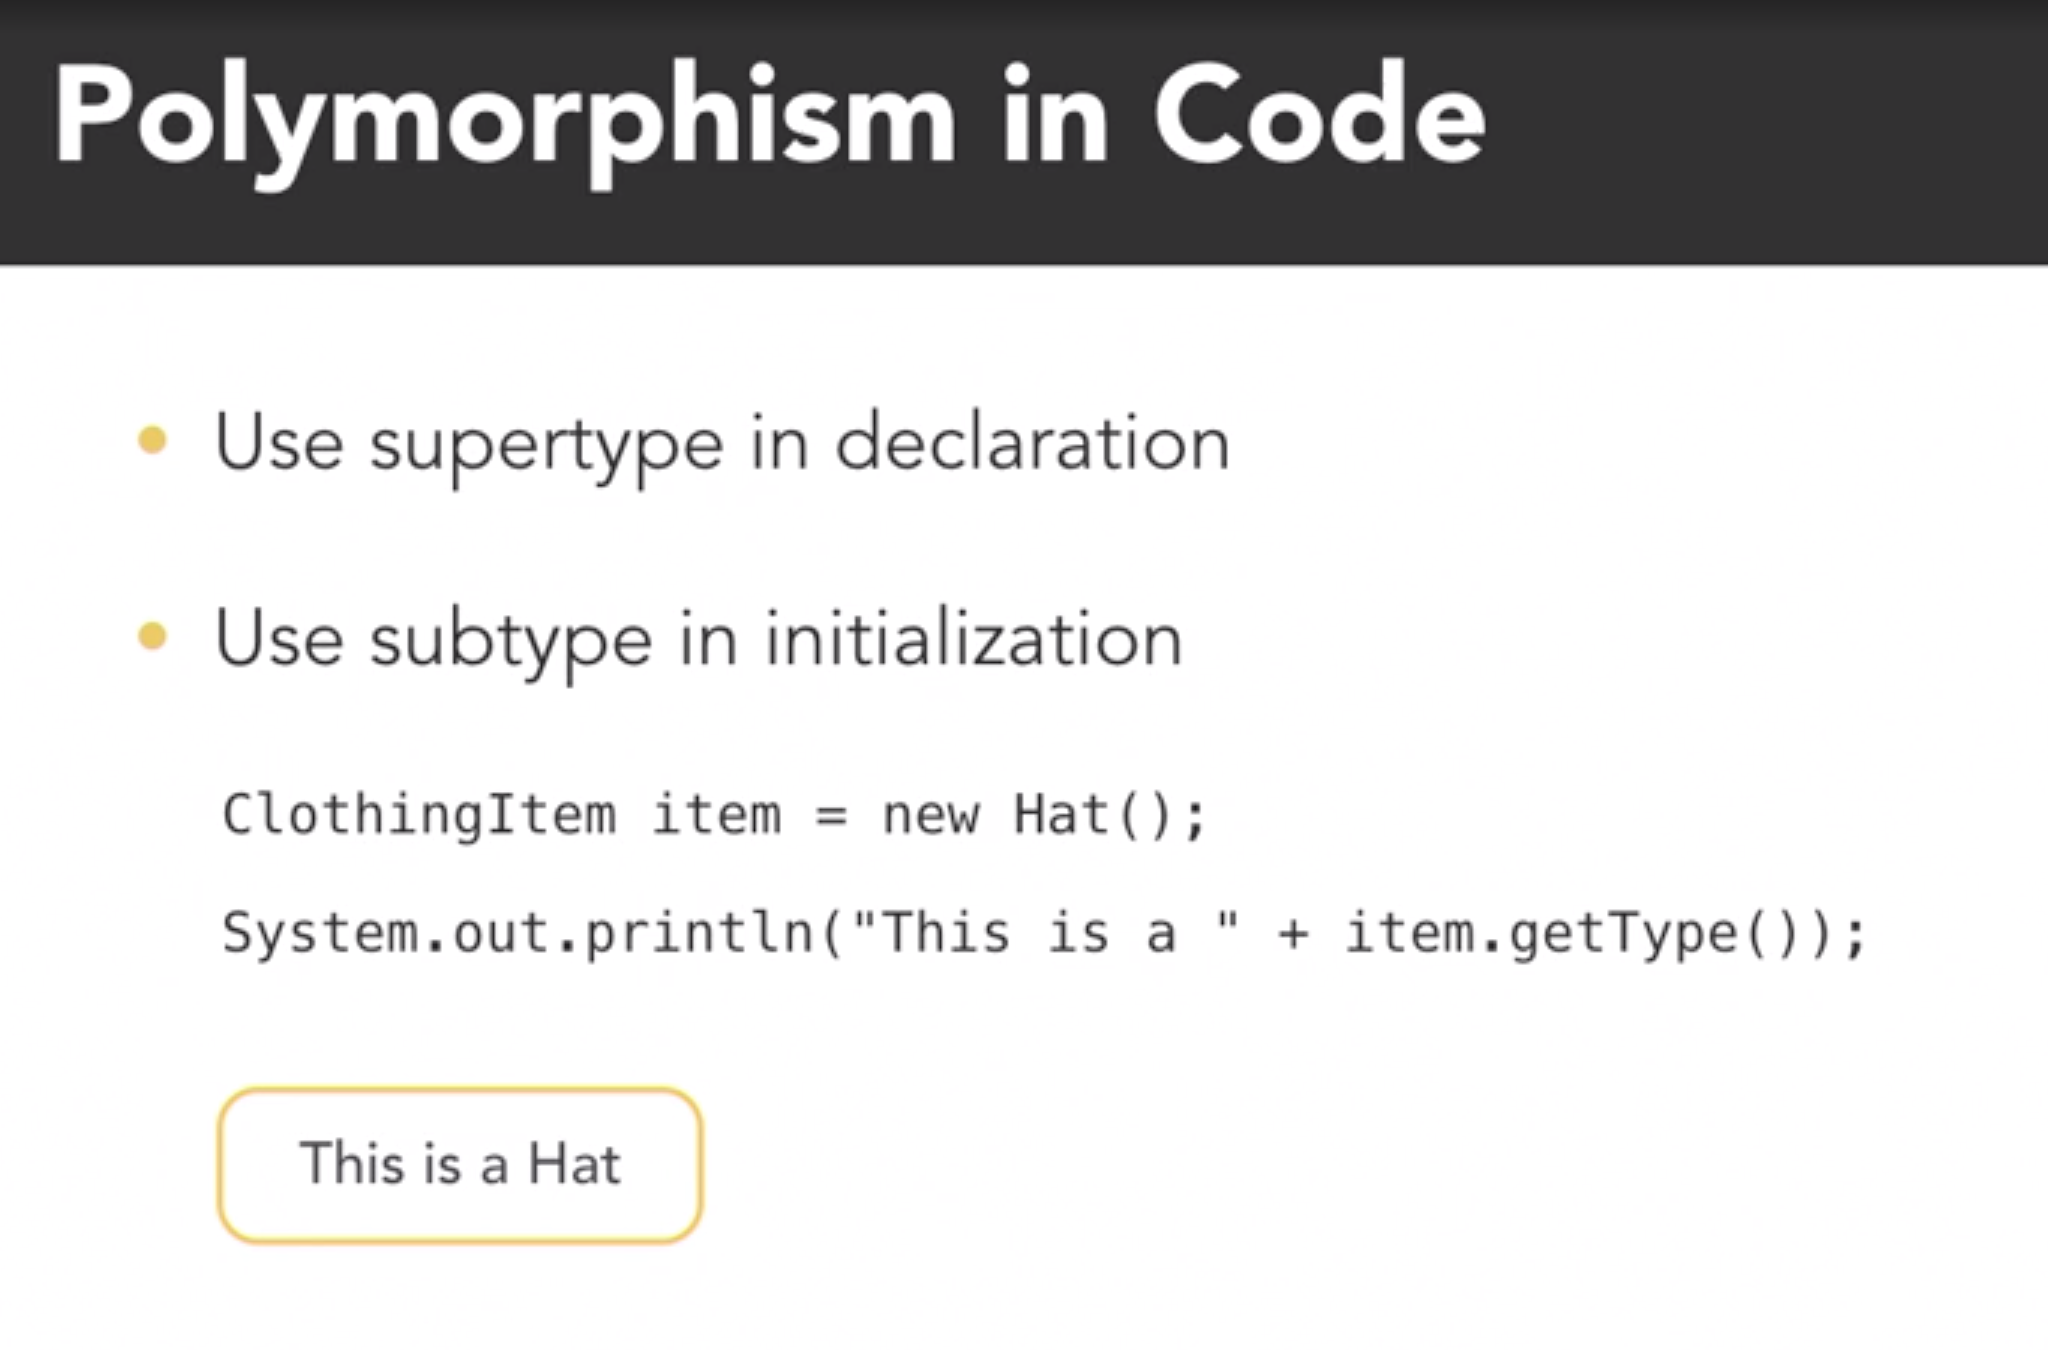 Polymorphism in Code
Use supertype in declaration
Use subtype in initialization
ClothingItem item = new Hat();
System.out.println("This is a " + item.getType());
This is a Hat